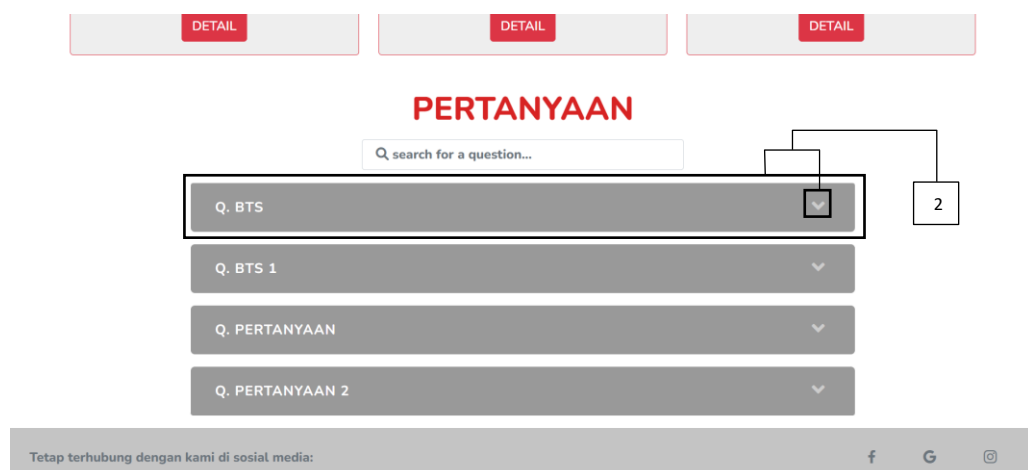 DETAIL DETAIL DETAIL
PERTANYAAN
search for a question...
Q. BTS
2
Q. BTS 1
Q. PERTANYAAN
Q. PERTANYAAN 2
Tetap terhubung dengan kami di sosial media: